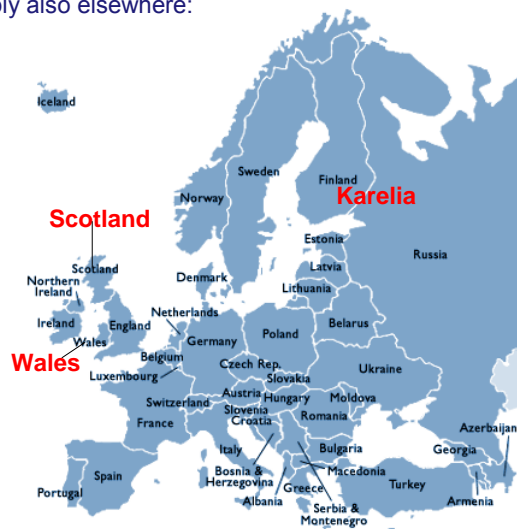 ply also elsewhere:
Iceland
Sweden
Finland
Norway
Karelia
Scotland
Estonia
Russia
Scotland
Latvia
Denmark
Northern
Ireland
Lithuania
Netherlands
Ireland
England
Belarus
Wales
Germany
Poland
Wales
Belgium
Czech Rep.
Luxembourg
Ukraine
Slovakia
Austria
Hungary
Moldova
Switzerland
Slovenia
Romania
France
Croatia
Azerbaijan
Italy
Bulgaria
Georgia
Bosnia &
Herzegovina
Macedonia
Spain
Portugal
Albania
Greece
Turkey
Armenia
Serbia &
Montenegro